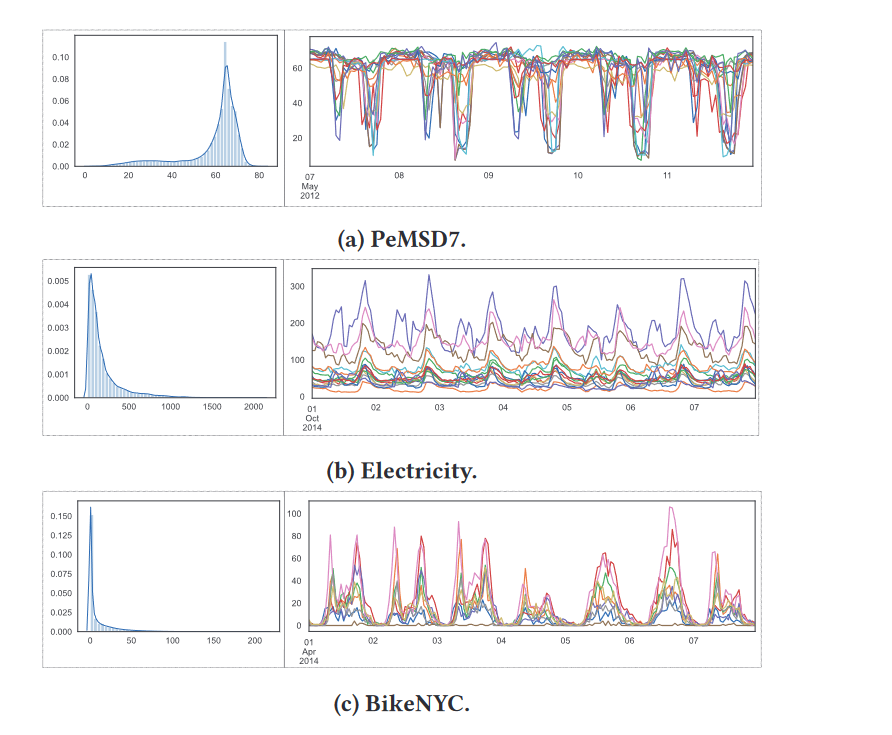 0.10
0.08
0.06
0.04
0.02
0.00
0 20 40 60 80
60
40
20
07 08 09 10 11
May
2012
(a) PeMSD7.
0.005
0.004
0.003
0.002
0.001
0.000
0 500 1000 1500 2000
300
200
100
0
01 02 03 04 05 06 07
Oct
2014
(b) Electricity.
0.150
0.125
0.100
0.075
0.050
0.025
0.000
0 50 100 150 200
100
80
60
40
20
0
01 02 03 04 05 06 07
Apr
2014
(c) BikeNYC.